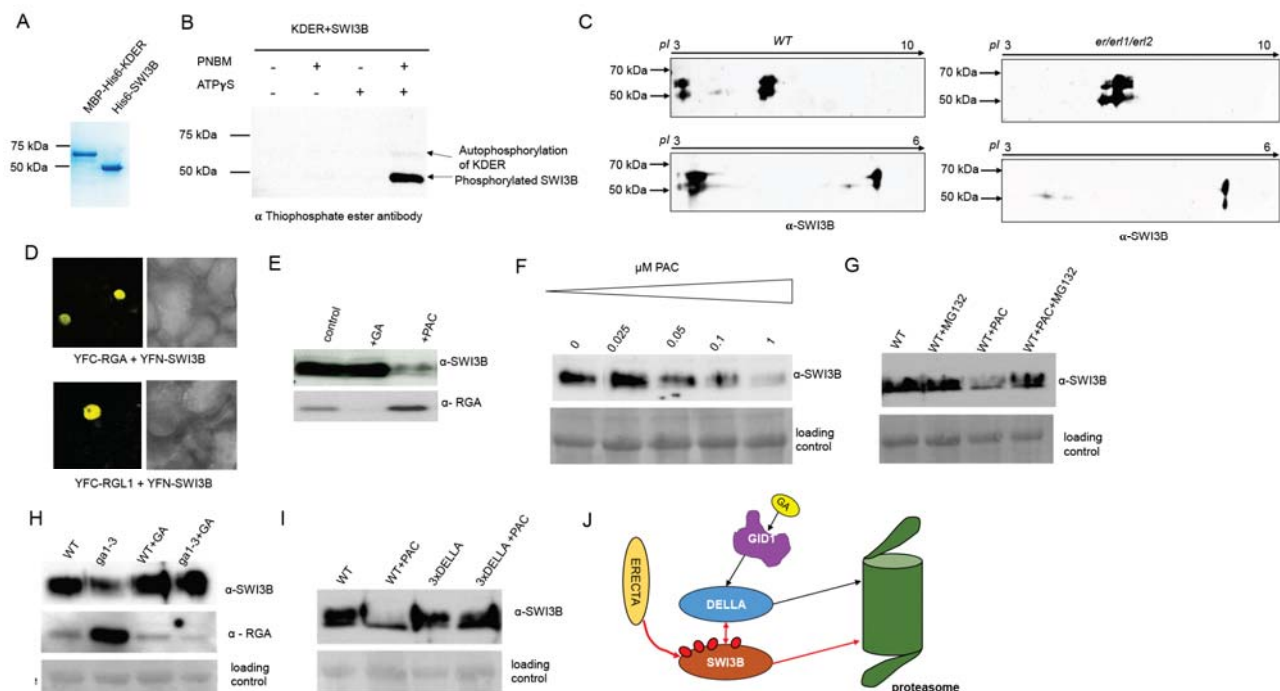 A
MBP-His6-KDER
His6-SWI3B
75 kDa
50 kDa
B
KDER+SWI3B
PNBM - + - +
ATPγS - - + +
75 kDa
50 kDa
Autophosphorylation
of KDER
Phosphorylated SWI3B
α Thiophosphate ester antibody
C
pI 3 WT 10
70 kDa
50 kDa
pI 3 6
70 kDa
50 kDa
α-SWI3B
pI 3 er/erl1/erl2 10
70 kDa
50 kDa
pI 3 6
70 kDa
50 kDa
α-SWI3B
D
YFC-RGA + YFN-SWI3B
YFC-RGL1 + YFN-SWI3B
E
control +GA +PAC
α-SWI3B
α- RGA
F
μM PAC
0 0.025 0.05 0.1 1
α-SWI3B
loading
control
G
WT WT+MG132 WT+PAC WT+PAC+MG132
α-SWI3B
loading
control
H
WT ga1-3 WT+GA ga1-3+GA
α-SWI3B
α - RGA
loading
control
I
WT WT+PAC 3xDELLA 3xDELLA +PAC
α-SWI3B
loading
control
J
GA
GID1
ERECTA
DELLA
SWI3B
proteasome